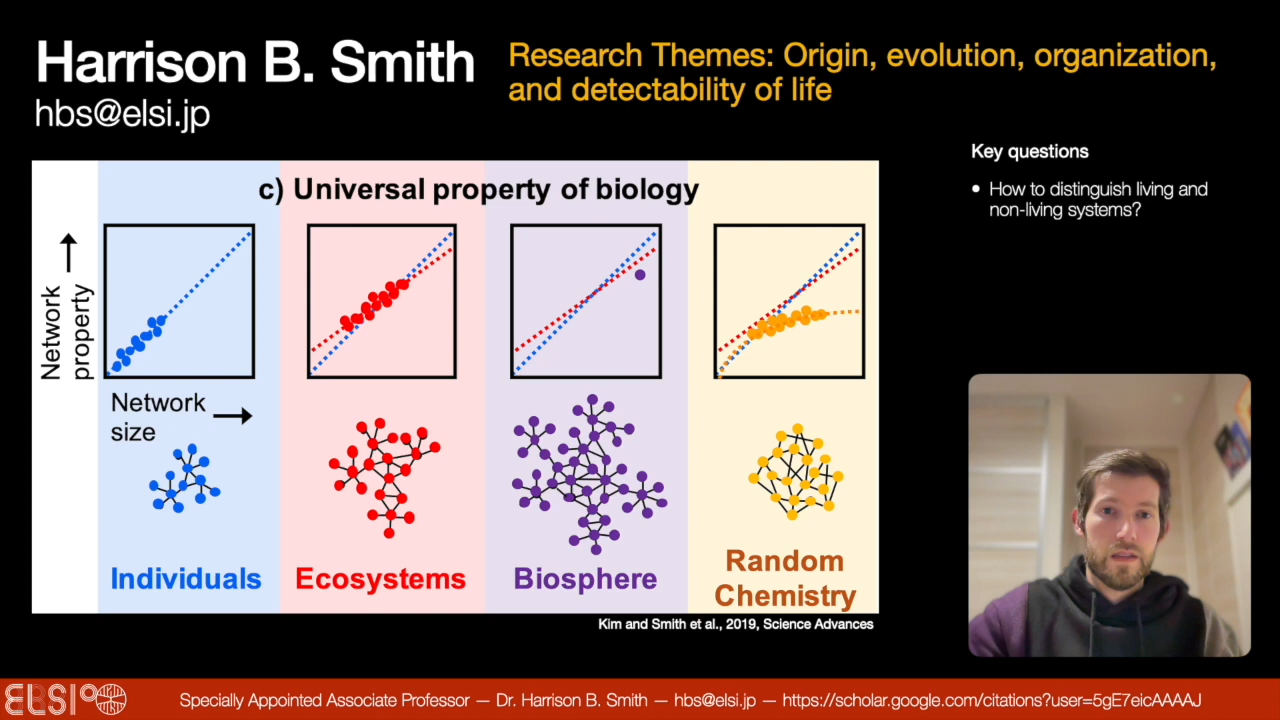 Harrison B. Smith
hbs@elsi.jp
Research Themes: Origin, evolution, organization,
and detectability of life
Key questions
• How to distinguish living and
non-living systems?
c) Universal property of biology
Network
property
Network
size
Individuals
Ecosystems
Biosphere
Random
Chemistry
Kim and Smith et al., 2019, Science Advances
ELSI
Specially Appointed Associate Professor — Dr. Harrison B. Smith — hbs@elsi.jp — https://scholar.google.com/citations?user=5gE7eicAAAAJ